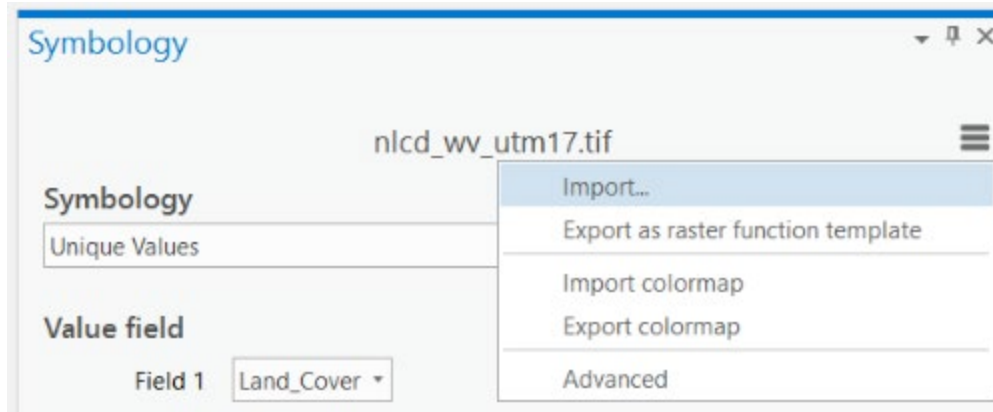 Symbology
nlcd_wv_utm17.tif
Import...
Symbology
Export as raster function template
Unique Values
Import colormap
Value field
Export colormap
Field 1 Land_Cover
Advanced